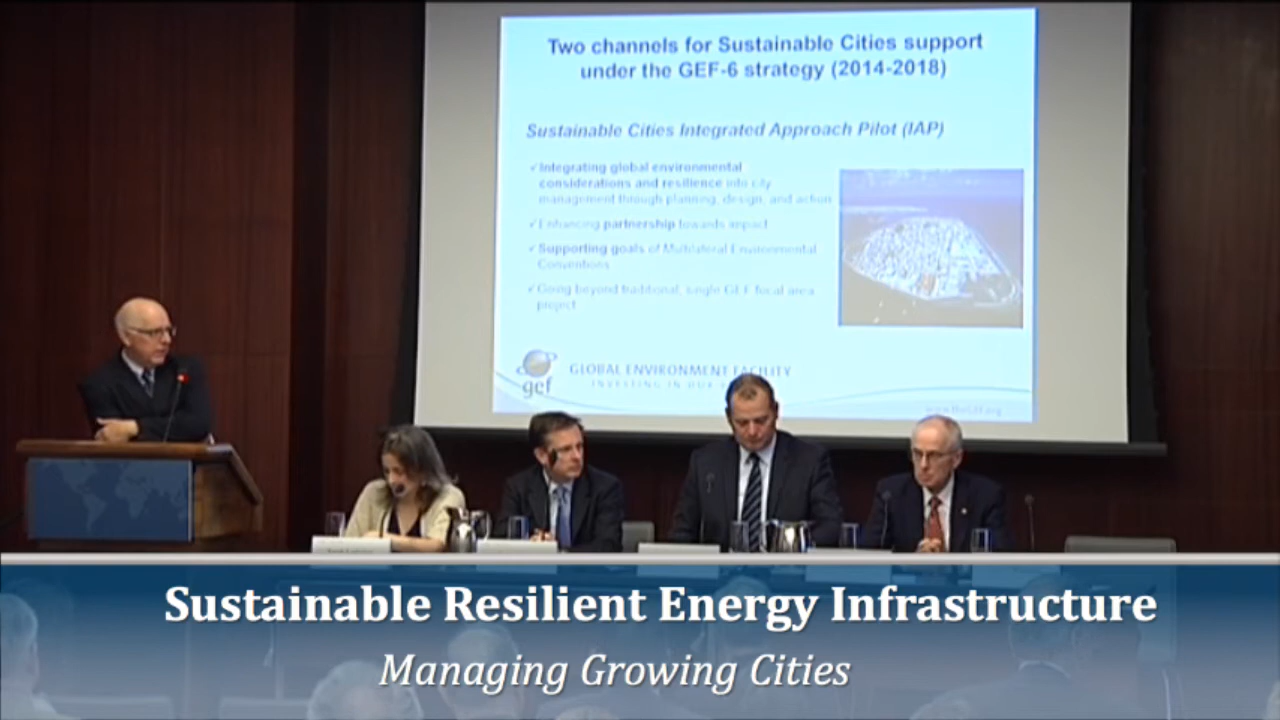 Two channels for Sustainable Cities support
under the GEF-6 strategy (2014-2018)
Sustainable Cities Integrated Approach Pilot (IAP)
✓Integrating global environmental
considerations and resilience into city
management through planning, design, and action
✓Enhancing partnership towards impact
✓Supporting goals of Multilateral Environmental
Conventions
✓Going beyond traditional, single GEF focal area
project
gef
GLOBAL ENVIRONMENT FACILITY
INVESTING IN OUR
www.theGEF.org
Sustainable Resilient Energy Infrastructure
Managing Growing Cities